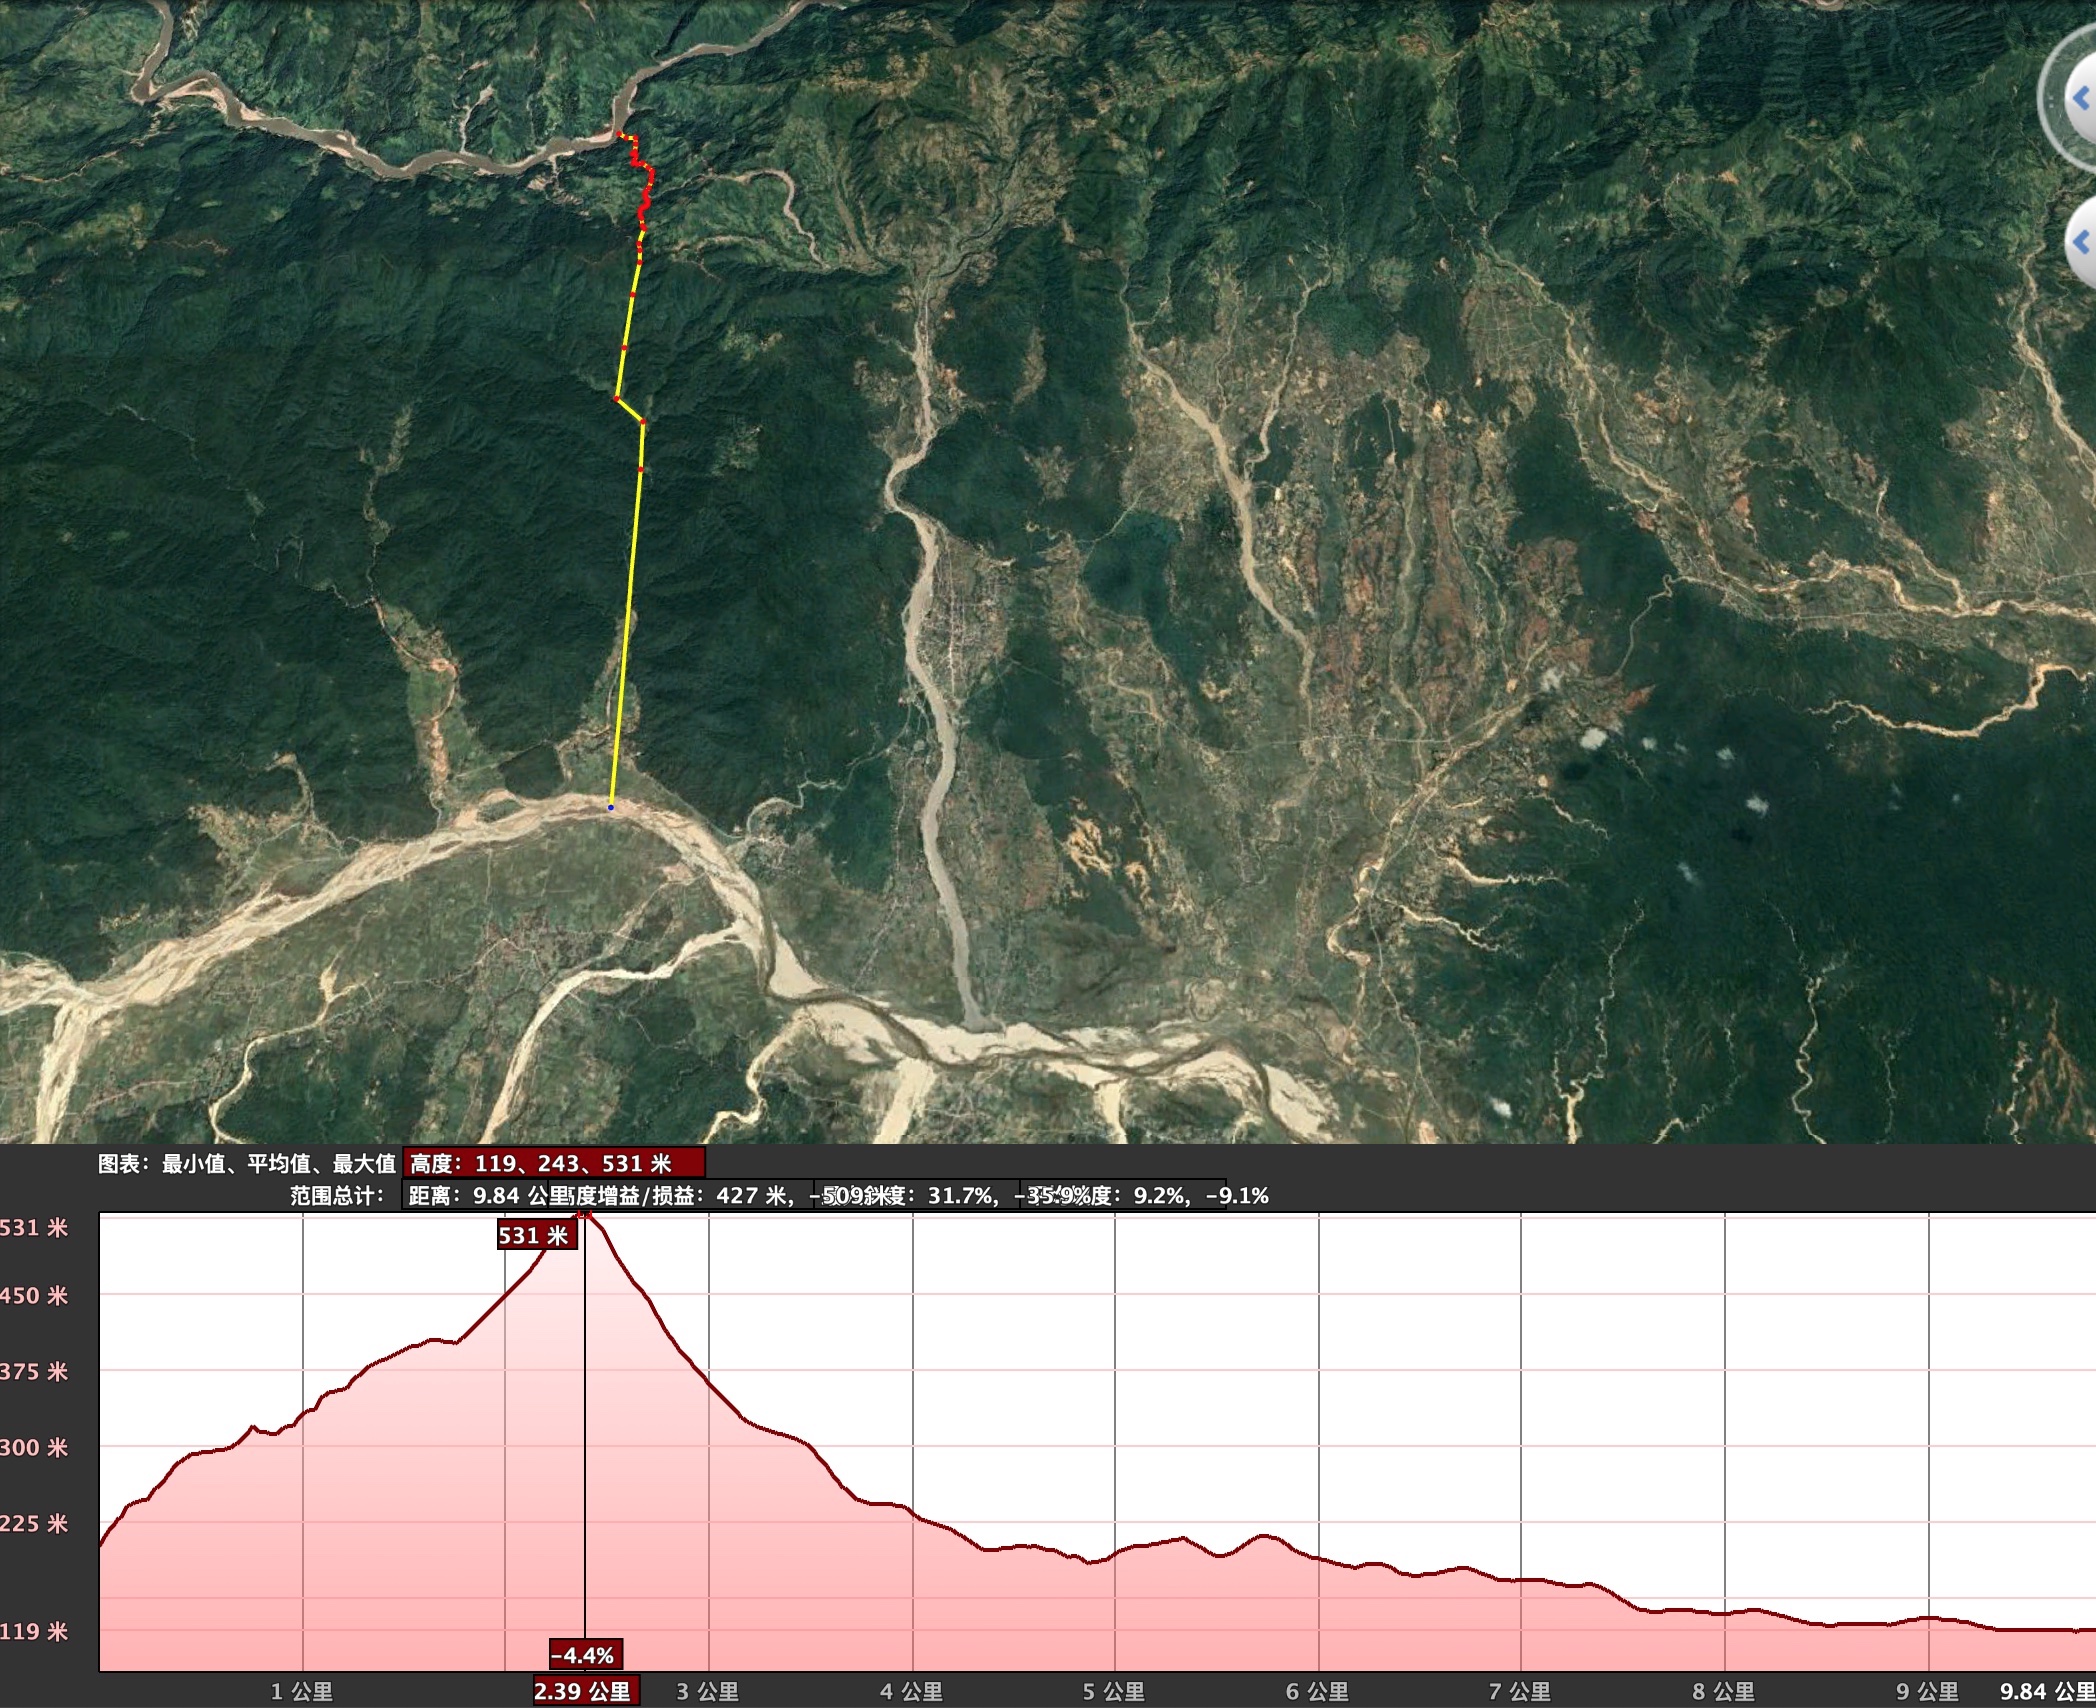 图表：最小值、平均值、最大值 高度：119、243、531 米
范围总计： 距离：9.84 公里 高度增益/损益：427 米，-509 米 度：31.7%，-35.9% 度：9.2%，-9.1%
531 米
531 米
450 米
375 米
300 米
225 米
119 米
-4.4%
1 公里 2.39 公里 3 公里 4 公里 5 公里 6 公里 7 公里 8 公里 9 公里 9.84 公里